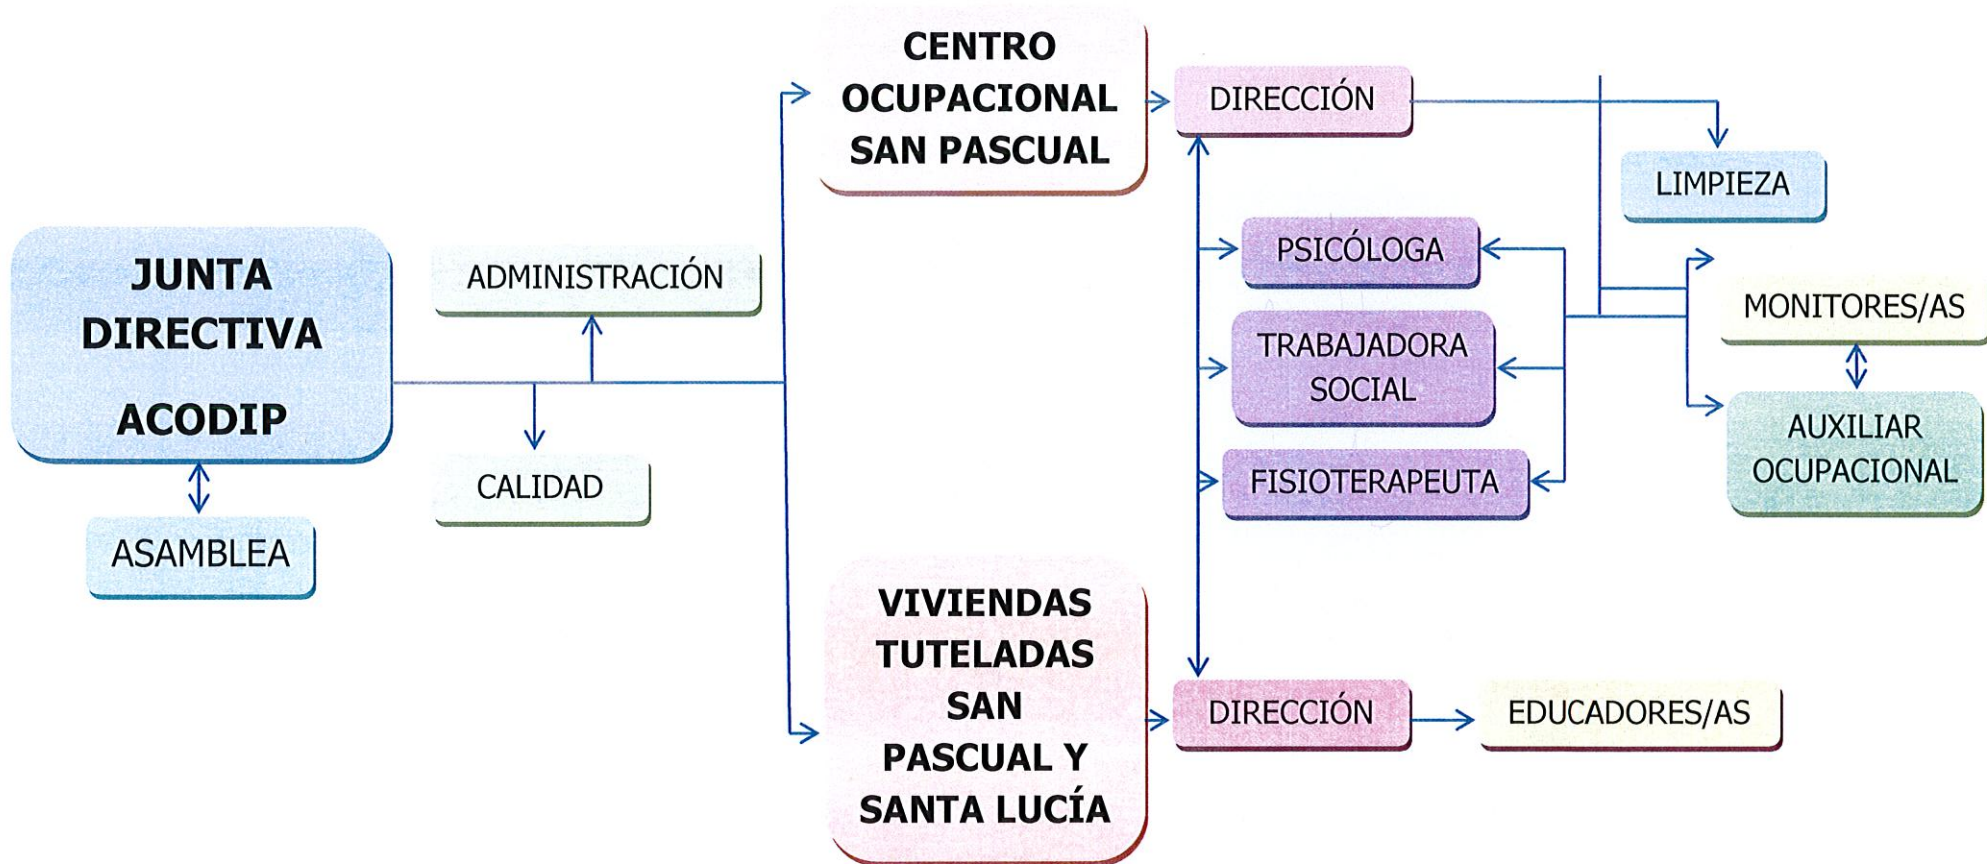 JUNTA
DIRECTIVA
ACODIP
ASAMBLEA
ADMINISTRACIÓN
CALIDAD
CENTRO
OCUPACIONAL
SAN PASCUAL
DIRECCIÓN
LIMPIEZA
PSICÓLOGA
TRABAJADORA
SOCIAL
FISIOTERAPEUTA
MONITORES/AS
AUXILIAR
OCUPACIONAL
VIVIENDAS
TUTELADAS
SAN
PASCUAL Y
SANTA LUCÍA
DIRECCIÓN
EDUCADORES/AS